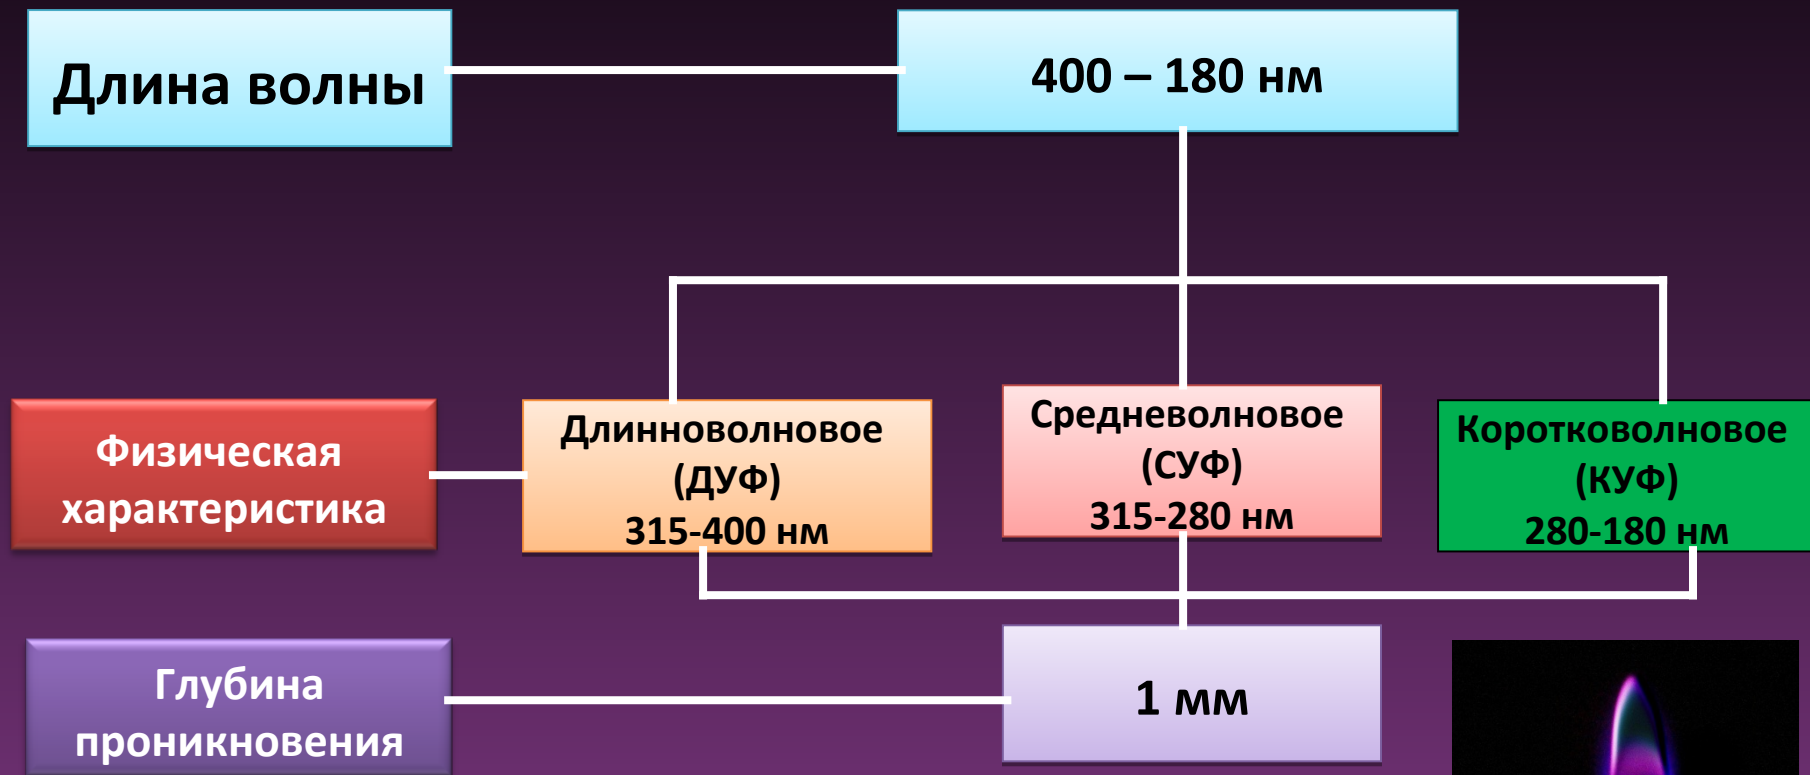 Длина волны
400 – 180 нм
Физическая
характеристика
Длинноволновое
(ДУФ)
315-400 нм
Средневолновое
(СУФ)
315-280 нм
Коротковолновое
(КУФ)
280-180 нм
Глубина
проникновения
1 мм